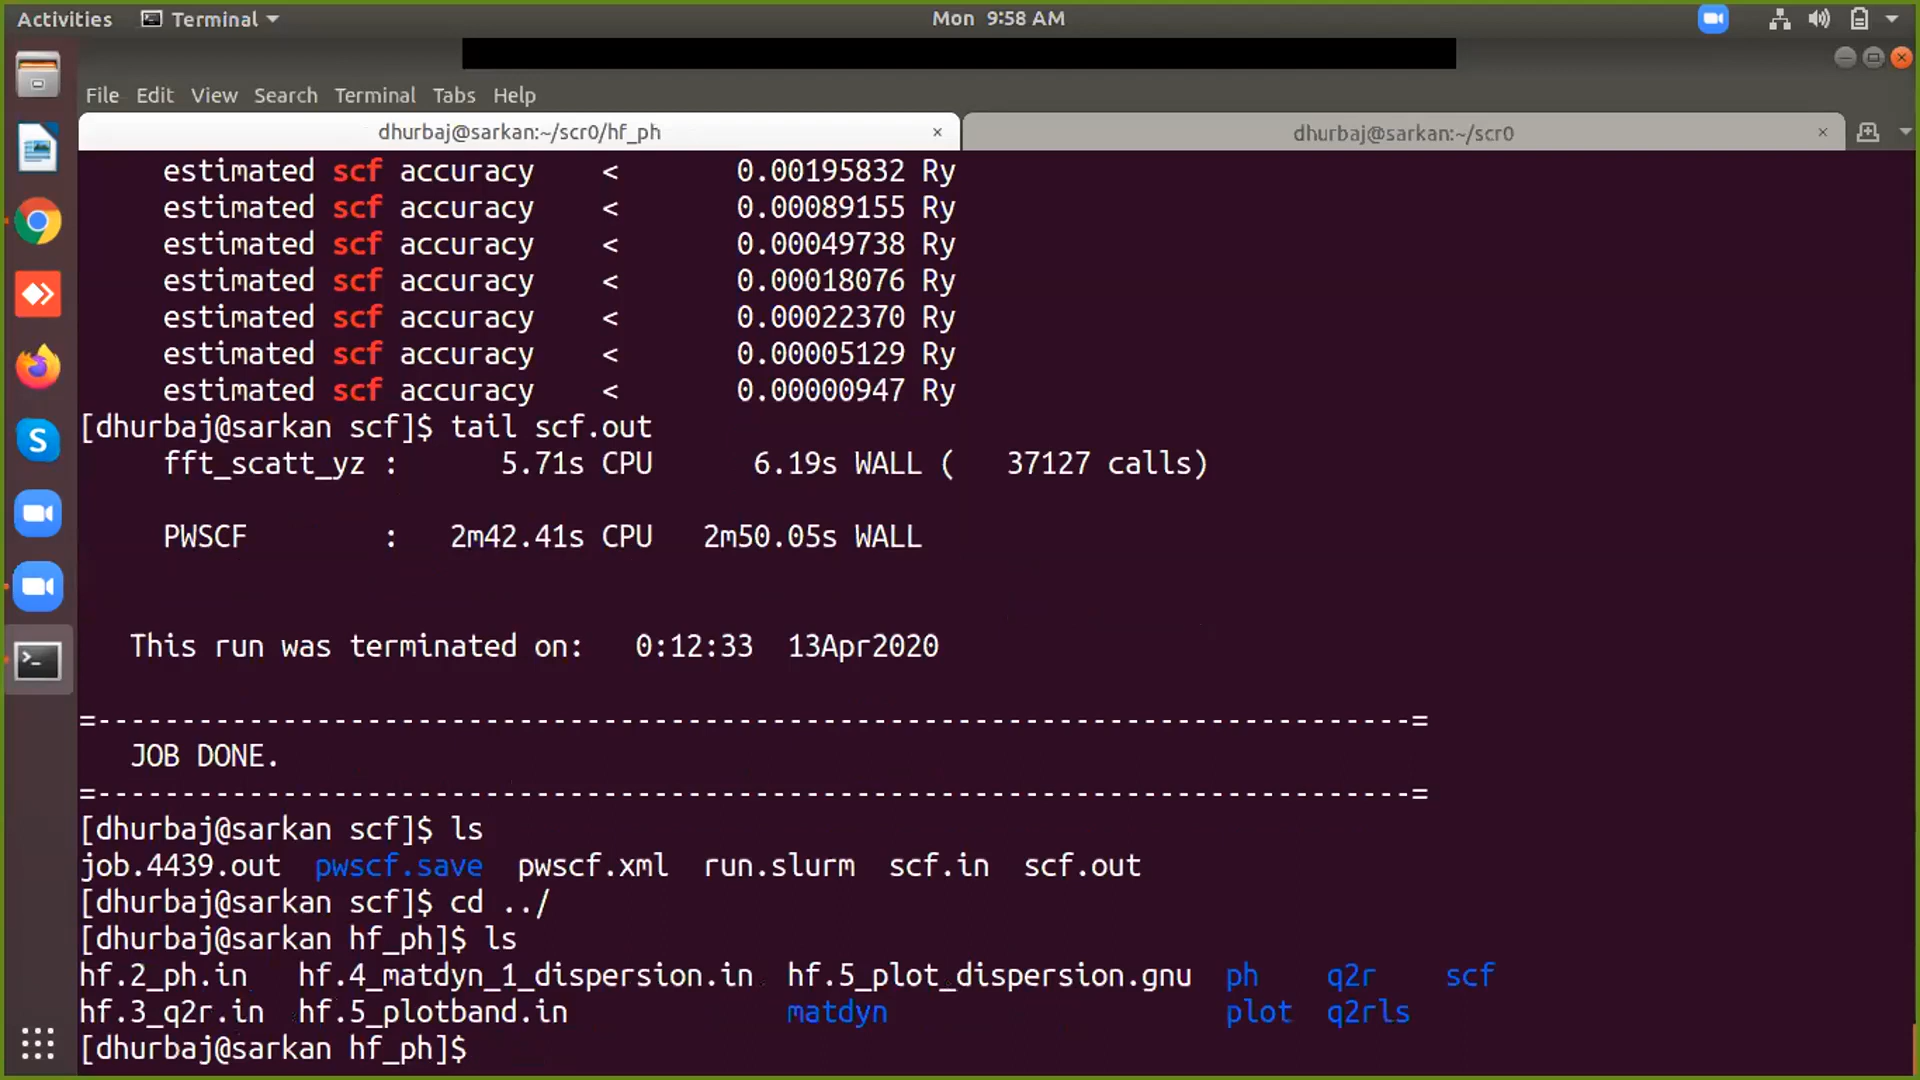 Activities Terminal Mon 9:58 AM
File Edit View Search Terminal Tabs Help
dhurbaj@sarkan:~/scr0/hf_ph × dhurbaj@sarkan:~/scr0 ×
estimated scf accuracy < 0.00195832 Ry
estimated scf accuracy < 0.00089155 Ry
estimated scf accuracy < 0.00049738 Ry
estimated scf accuracy < 0.00018076 Ry
estimated scf accuracy < 0.00022370 Ry
estimated scf accuracy < 0.00005129 Ry
estimated scf accuracy < 0.00000947 Ry
[dhurbaj@sarkan scf]$ tail scf.out
fft_scatt_yz : 5.71s CPU 6.19s WALL ( 37127 calls)
PWSCF : 2m42.41s CPU 2m50.05s WALL
This run was terminated on: 0:12:33 13Apr2020
=------------------------------------------------------------------------------=
JOB DONE.
=------------------------------------------------------------------------------=
[dhurbaj@sarkan scf]$ ls
job.4439.out pwscf.save pwscf.xml run.slurm scf.in scf.out
[dhurbaj@sarkan scf]$ cd ../
[dhurbaj@sarkan hf_ph]$ ls
hf.2_ph.in hf.4_matdyn_1_dispersion.in hf.5_plot_dispersion.gnu ph q2r scf
hf.3_q2r.in hf.5_plotband.in matdyn plot q2rls
[dhurbaj@sarkan hf_ph]$